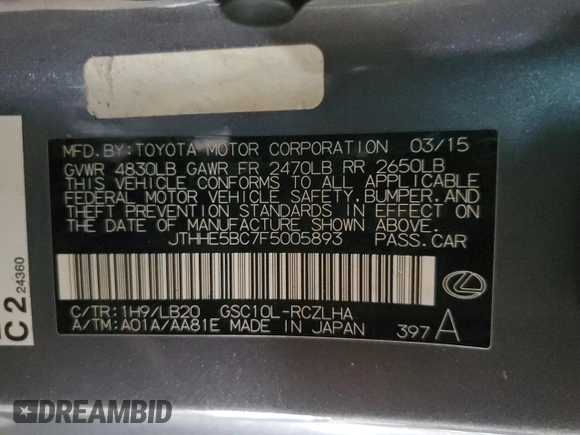 MFD.BY:TOYOTA MOTOR CORPORATION 03/15
GVWR 4830LB GAWR FR 2470LB RR 2650LB
THIS VEHICLE CONFORMS TO ALL APPLICABLE
FEDERAL MOTOR VEHICLE SAFETY,BUMPER,AND
THEFT PREVENTION STANDARDS IN EFFECT ON
THE DATE OF MANUFACTURE SHOWN ABOVE.
JTHHE5BC7F5005893 PASS.CAR
C/TR:1H9/LB20 GSC10L-RCZLHA
A/TM:A01A/AA81E MADE IN JAPAN 397 A
C2
24360
DREAMBID